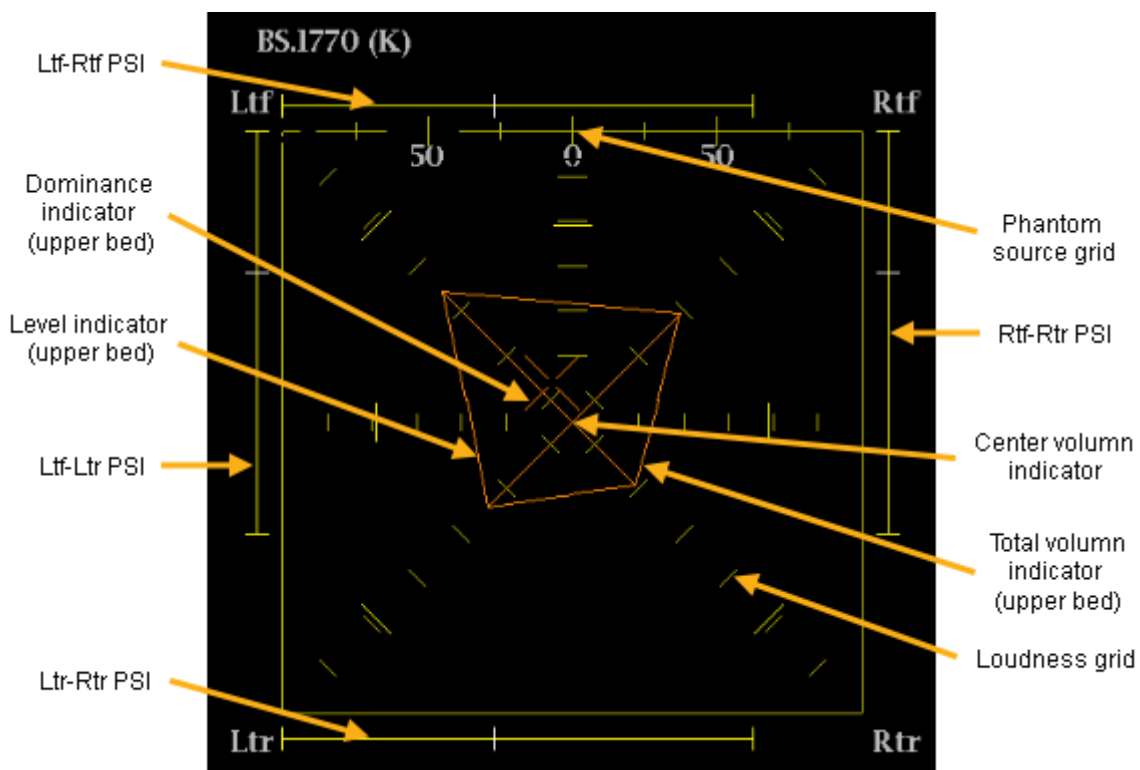 BS.1770 (K)
Ltf-Rtf PSI
Ltf
Rtf
50
0
50
Dominance
indicator
(upper bed)
Phantom
source grid
Level indicator
(upper bed)
Rtf-Rtr PSI
Ltf-Ltr PSI
Center volumn
indicator
Total volumn
indicator
(upper bed)
Loudness grid
Ltr-Rtr PSI
Ltr
Rtr